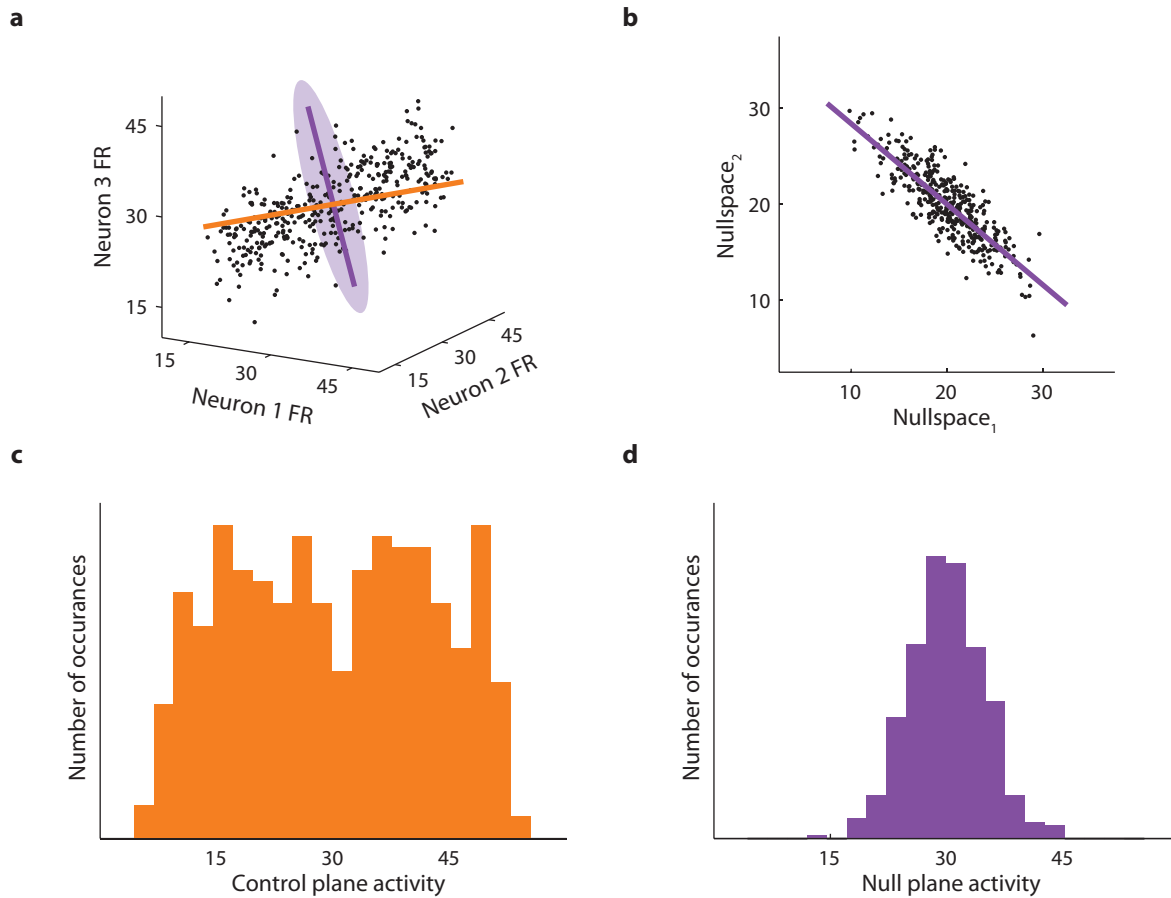 a
Neuron 3 FR
45
30
15
15
30
45
Neuron 1 FR
15
30
45
Neuron 2 FR
b
Nullspace₂
30
20
10
10
20
30
Nullspace₁
c
Number of occurances
15
30
45
Control plane activity
d
Number of occurances
15
30
45
Null plane activity